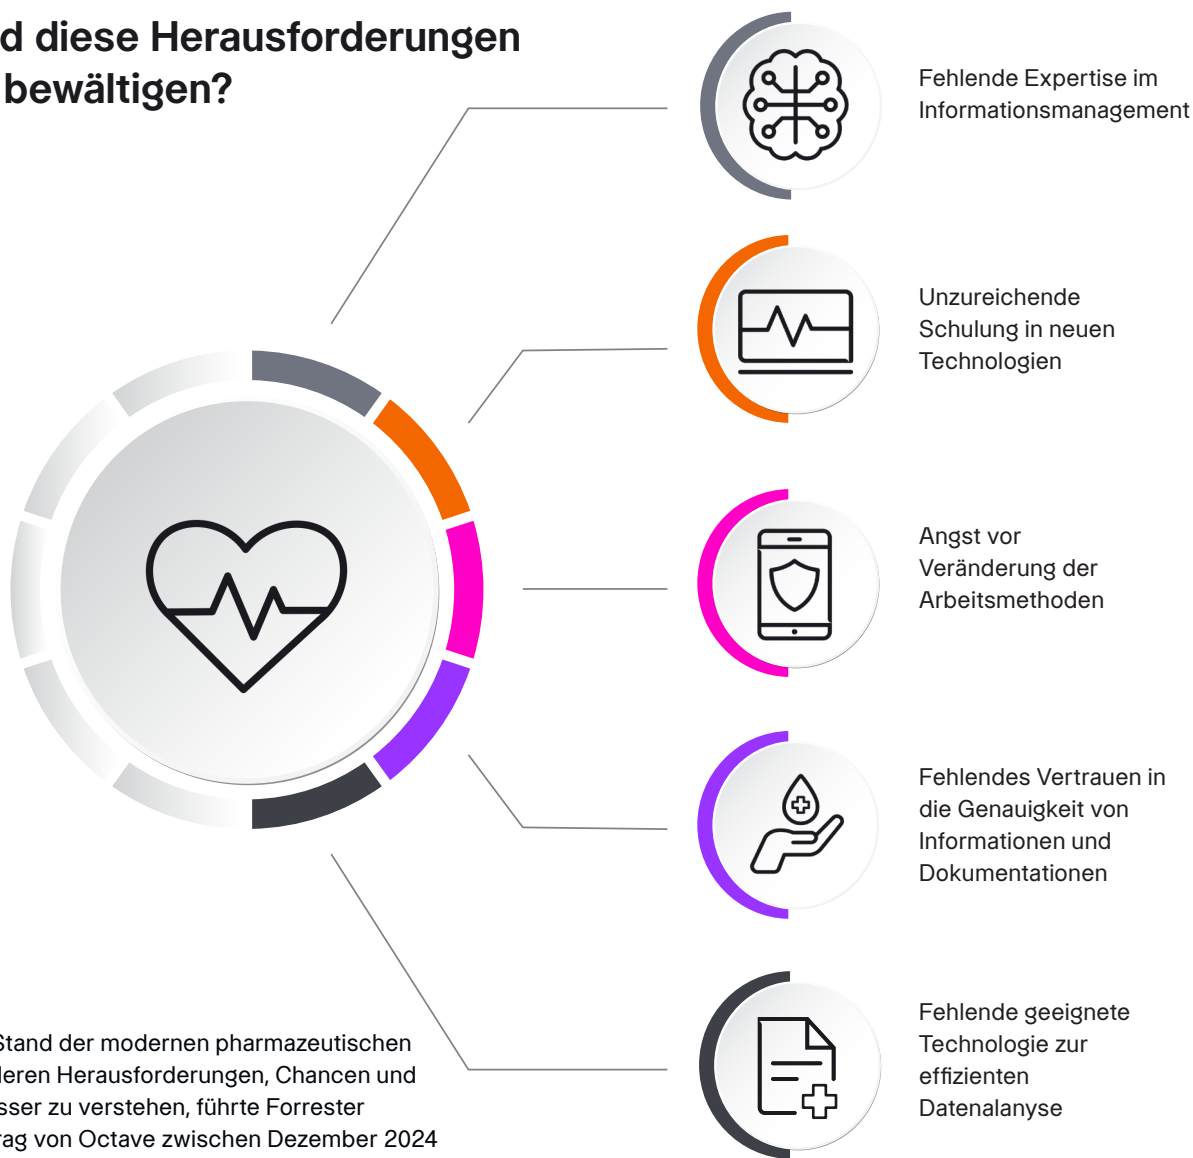 d diese Herausforderungen
bewältigen?
Fehlende Expertise im
Informationsmanagement
Unzureichende
Schulung in neuen
Technologien
Angst vor
Veränderung der
Arbeitsmethoden
Fehlendes Vertrauen in
die Genauigkeit von
Informationen und
Dokumentationen
Fehlende geeignete
Technologie zur
effizienten
Datenalanyse
Stand der modernen pharmazeutischen
deren Herausforderungen, Chancen und
sser zu verstehen, führte Forrester
rag von Octave zwischen Dezember 2024